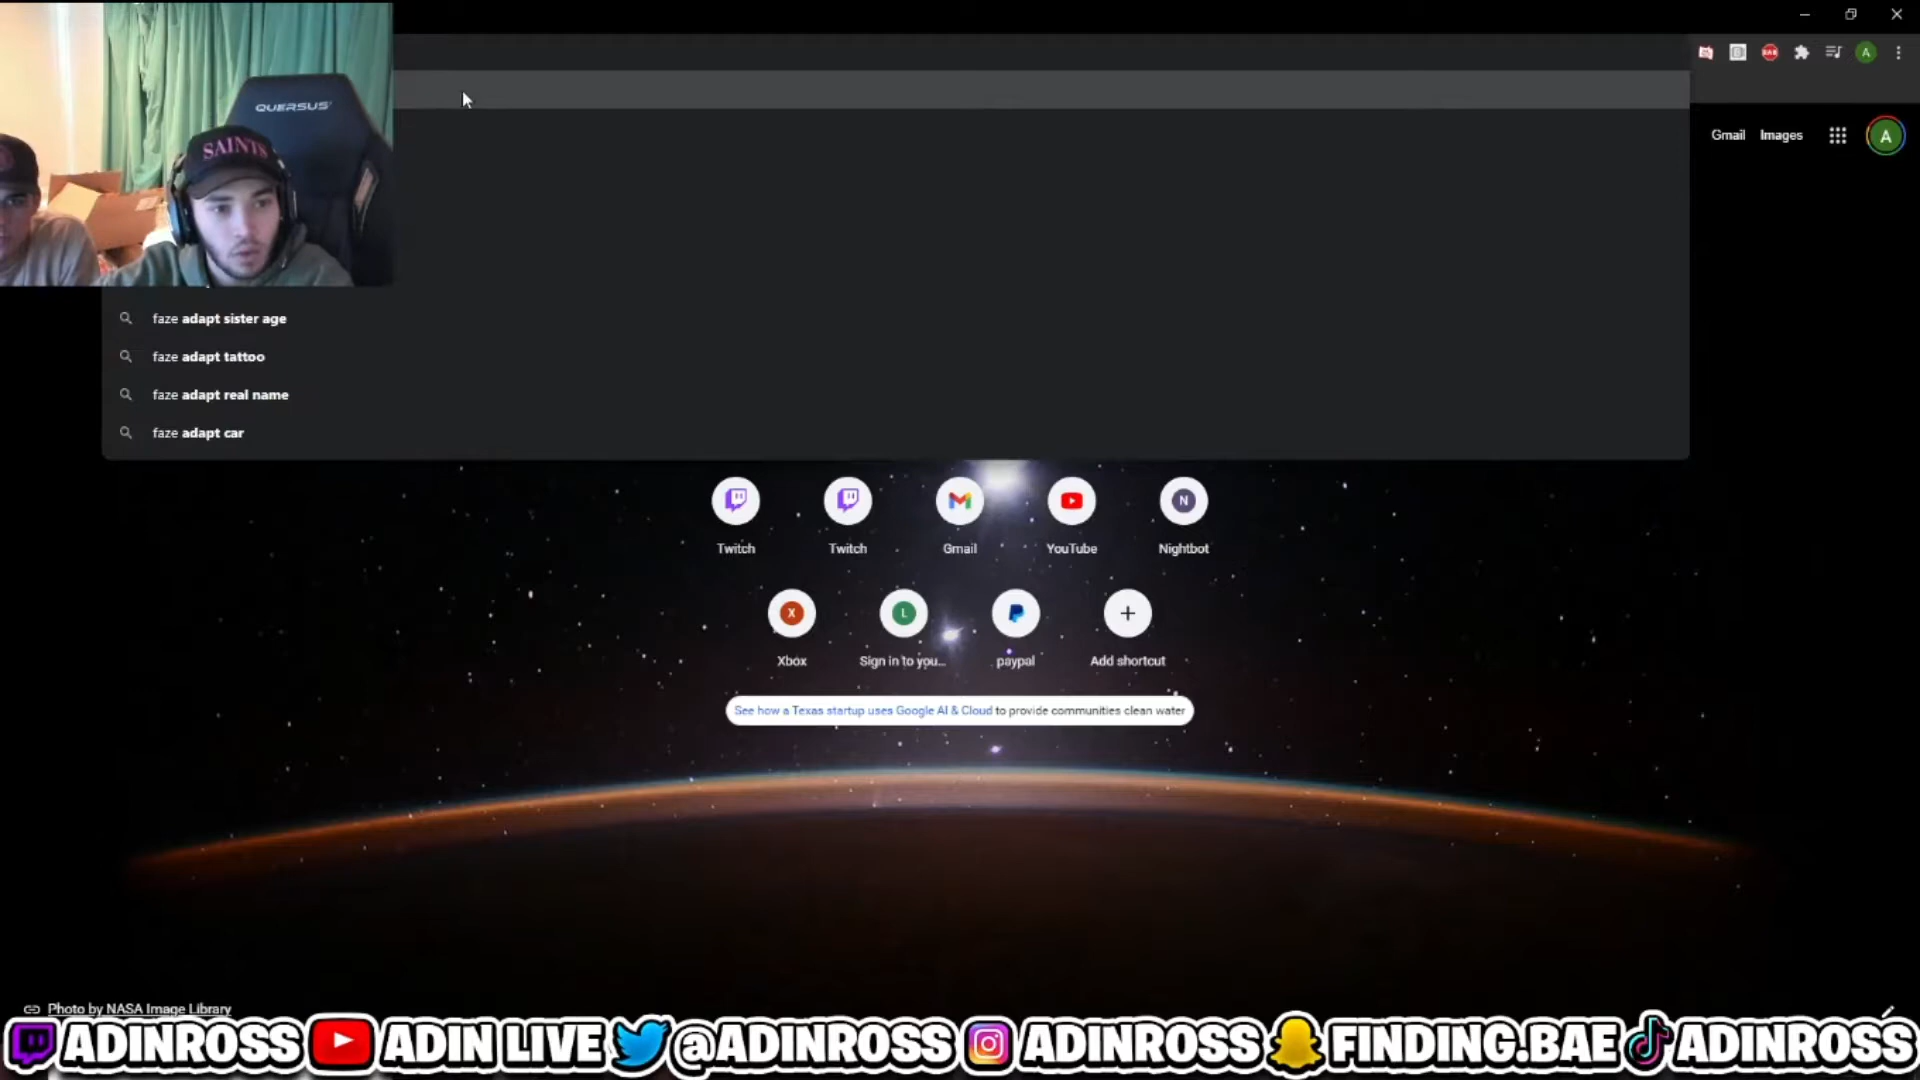 QUERSUS
SAINTS
A
Gmail Images A
faze adapt sister age
faze adapt tattoo
faze adapt real name
faze adapt car
N
Twitch Twitch Gmail YouTube Nightbot
X L
Xbox Sign in to you... paypal Add shortcut
See how a Texas startup uses Google AI & Cloud to provide communities clean water
Photo by NASA Image Library
ADINROSS ADIN LIVE @ADINROSS ADINROSS FINDING.BAE ADINROSS